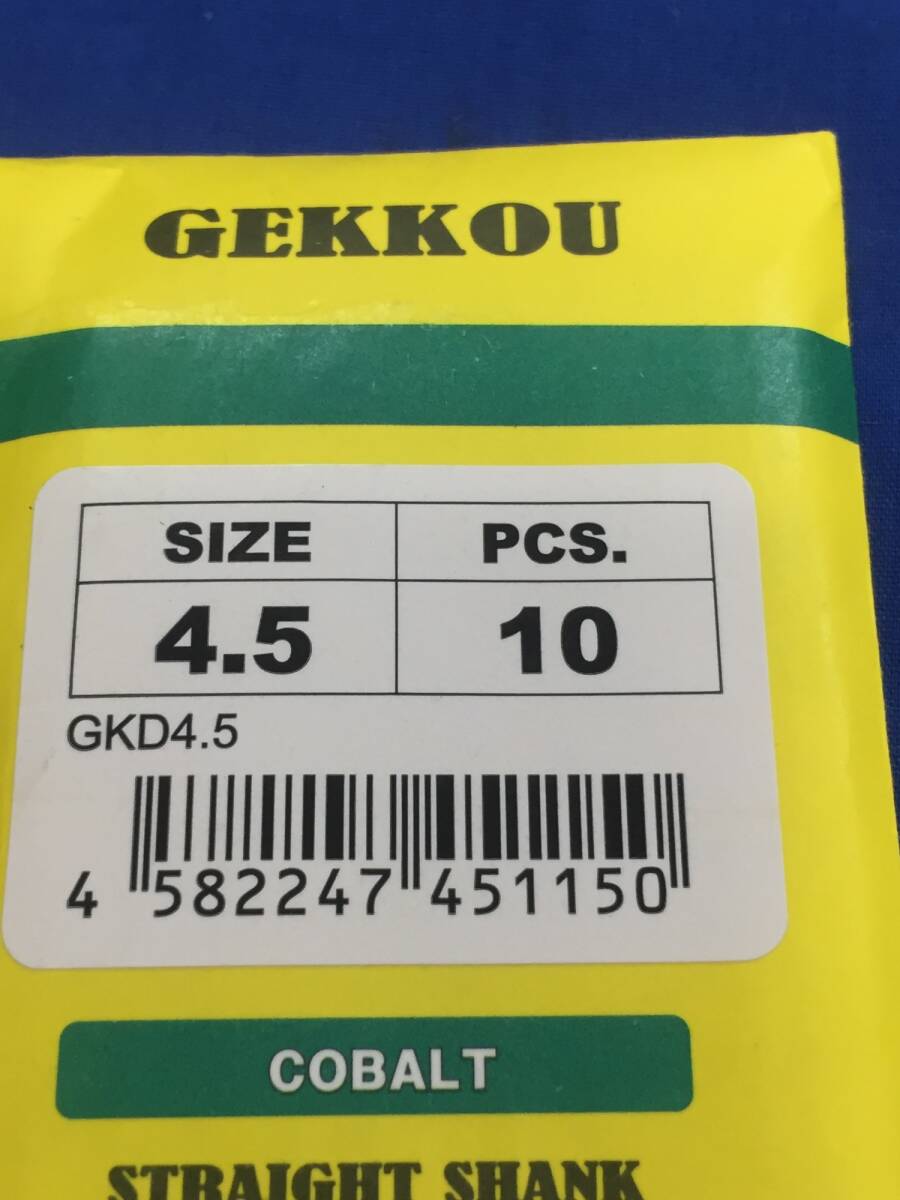 GEKKOU
SIZE PCS.
4.5 10
GKD4.5
4 582247 451150
COBALT
STRAIGHT SHANK